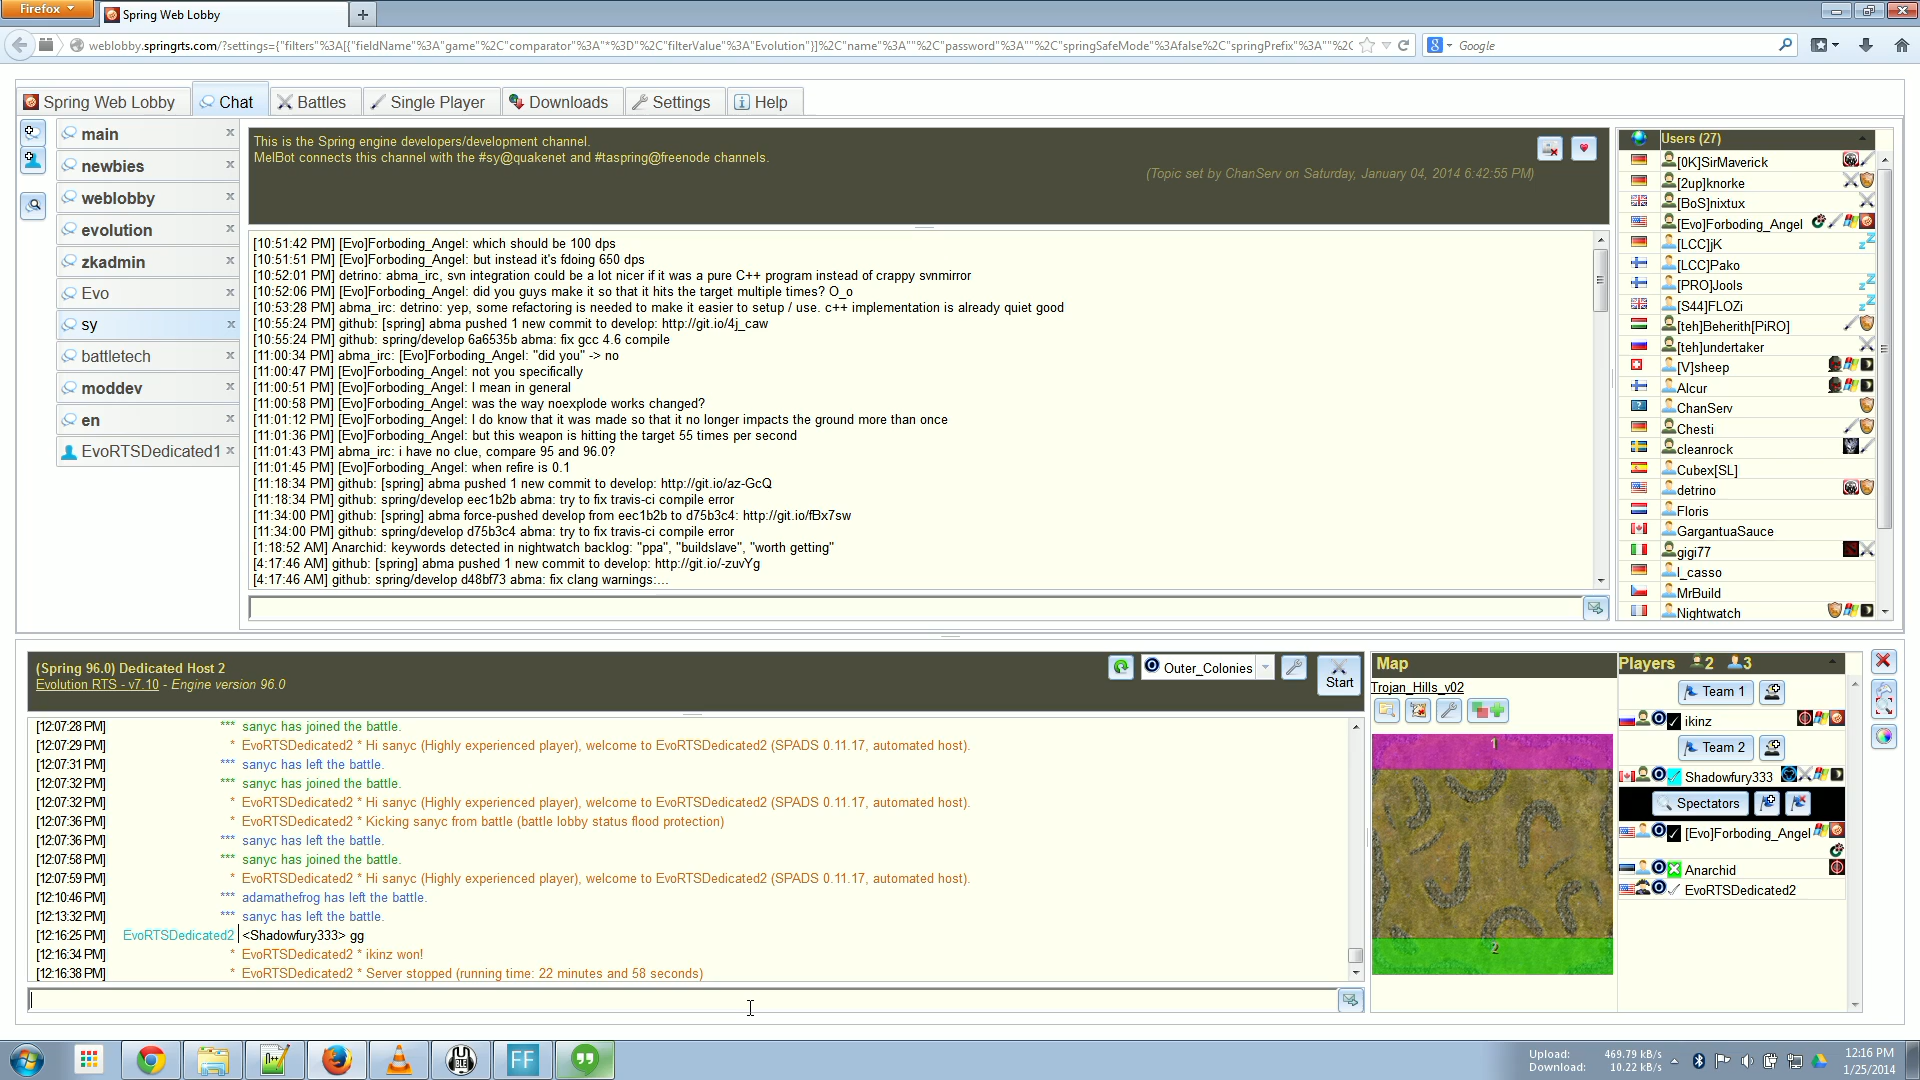 Firefox
Spring Web Lobby
weblobby.springrts.com/?settings={"filters"%3A[{"fieldName"%3A"game"%2C"comparator"%3A"*%3D"%2C"filterValue"%3A"Evolution"}]%2C"name"%3A""%2C"password"%3A""%2C"springSafeMode"%3Afalse%2C"springPrefix"%3A""%2C
Google
Spring Web Lobby
Chat
Battles
Single Player
Downloads
Settings
Help
main
newbies
weblobby
evolution
zkadmin
Evo
sy
battletech
moddev
en
EvoRTSDedicated1
This is the Spring engine developers/development channel.
MelBot connects this channel with the #sy@quakenet and #taspring@freenode channels.
(Topic set by ChanServ on Saturday, January 04, 2014 6:42:55 PM)
[10:51:42 PM] [Evo]Forboding_Angel: which should be 100 dps
[10:51:51 PM] [Evo]Forboding_Angel: but instead it's fdoing 650 dps
[10:52:01 PM] detrino: abma_irc, svn integration could be a lot nicer if it was a pure C++ program instead of crappy svnmirror
[10:52:06 PM] [Evo]Forboding_Angel: did you guys make it so that it hits the target multiple times? O_o
[10:53:28 PM] abma_irc: detrino: yep, some refactoring is needed to make it easier to setup / use. c++ implementation is already quiet good
[10:55:24 PM] github: [spring] abma pushed 1 new commit to develop: http://git.io/4j_caw
[10:55:24 PM] github: spring/develop 6a6535b abma: fix gcc 4.6 compile
[11:00:34 PM] abma_irc: [Evo]Forboding_Angel: "did you" -> no
[11:00:47 PM] [Evo]Forboding_Angel: not you specifically
[11:00:51 PM] [Evo]Forboding_Angel: I mean in general
[11:00:58 PM] [Evo]Forboding_Angel: was the way noexplode works changed?
[11:01:12 PM] [Evo]Forboding_Angel: I do know that it was made so that it no longer impacts the ground more than once
[11:01:36 PM] [Evo]Forboding_Angel: but this weapon is hitting the target 55 times per second
[11:01:43 PM] abma_irc: i have no clue, compare 95 and 96.0?
[11:01:45 PM] [Evo]Forboding_Angel: when refire is 0.1
[11:18:34 PM] github: [spring] abma pushed 1 new commit to develop: http://git.io/az-GcQ
[11:18:34 PM] github: spring/develop eec1b2b abma: try to fix travis-ci compile error
[11:34:00 PM] github: [spring] abma force-pushed develop from eec1b2b to d75b3c4: http://git.io/fBx7sw
[11:34:00 PM] github: spring/develop d75b3c4 abma: try to fix travis-ci compile error
[1:18:52 AM] Anarchid: keywords detected in nightwatch backlog: "ppa", "buildslave", "worth getting"
[4:17:46 AM] github: [spring] abma pushed 1 new commit to develop: http://git.io/-zuvYg
[4:17:46 AM] github: spring/develop d48bf73 abma: fix clang warnings:...
Users (27)
[0K]SirMaverick
[2up]knorke
[BoS]nixtux
[Evo]Forboding_Angel
[LCC]jK
[LCC]Pako
[PRO]Jools
[S44]FLOZi
[teh]Beherith[PiRO]
[teh]undertaker
[V]sheep
Alcur
ChanServ
Chesti
cleanrock
Cubex[SL]
detrino
Floris
GargantuaSauce
gigi77
l_casso
MrBuild
Nightwatch
(Spring 96.0) Dedicated Host 2
Evolution RTS - v7.10 - Engine version 96.0
Outer_Colonies
Start
[12:07:28 PM] *** sanyc has joined the battle.
[12:07:29 PM] * EvoRTSDedicated2 * Hi sanyc (Highly experienced player), welcome to EvoRTSDedicated2 (SPADS 0.11.17, automated host).
[12:07:31 PM] *** sanyc has left the battle.
[12:07:32 PM] *** sanyc has joined the battle.
[12:07:32 PM] * EvoRTSDedicated2 * Hi sanyc (Highly experienced player), welcome to EvoRTSDedicated2 (SPADS 0.11.17, automated host).
[12:07:36 PM] * EvoRTSDedicated2 * Kicking sanyc from battle (battle lobby status flood protection)
[12:07:36 PM] *** sanyc has left the battle.
[12:07:58 PM] *** sanyc has joined the battle.
[12:07:59 PM] * EvoRTSDedicated2 * Hi sanyc (Highly experienced player), welcome to EvoRTSDedicated2 (SPADS 0.11.17, automated host).
[12:10:46 PM] *** adamathefrog has left the battle.
[12:13:32 PM] *** sanyc has left the battle.
[12:16:25 PM] EvoRTSDedicated2 <Shadowfury333> gg
[12:16:34 PM] * EvoRTSDedicated2 * ikinz won!
[12:16:38 PM] * EvoRTSDedicated2 * Server stopped (running time: 22 minutes and 58 seconds)
Map
Trojan_Hills_v02
1
2
Players 2 3
Team 1
ikinz
Team 2
Shadowfury333
Spectators
[Evo]Forboding_Angel
Anarchid
EvoRTSDedicated2
FF
Upload: 469.79 kB/s
Download: 10.22 kB/s
12:16 PM
1/25/2014